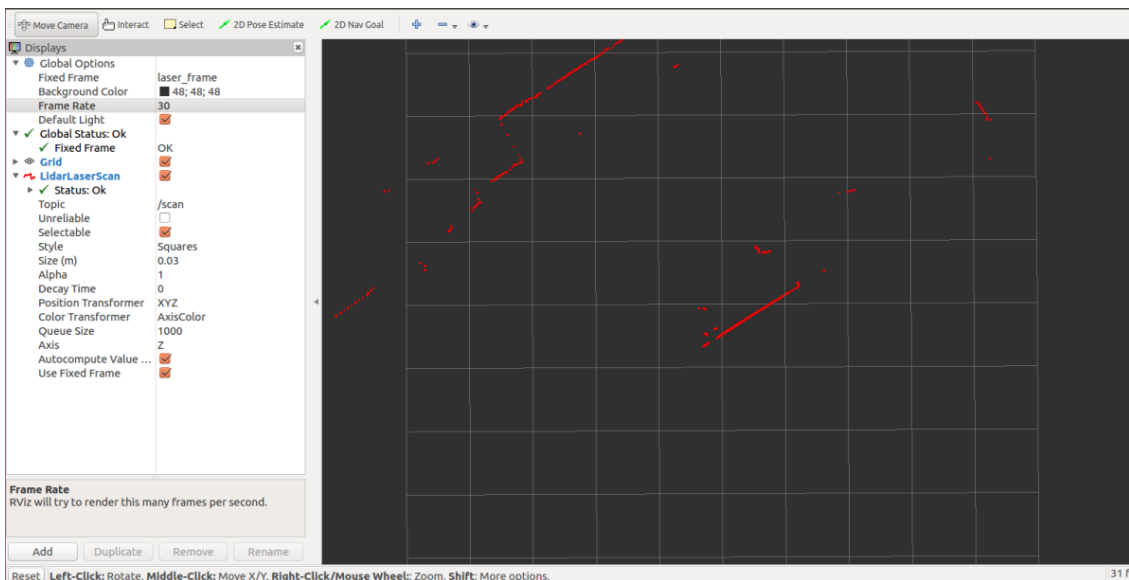 Move Camera Interact Select 2D Pose Estimate 2D Nav Goal
Displays
Global Options
Fixed Frame laser_frame
Background Color 48; 48; 48
Frame Rate 30
Default Light
Global Status: Ok
Fixed Frame OK
Grid
LidarLaserScan
Status: Ok
Topic /scan
Unreliable
Selectable
Style Squares
Size (m) 0.03
Alpha 1
Decay Time 0
Position Transformer XYZ
Color Transformer AxisColor
Queue Size 1000
Axis Z
Autocompute Value ...
Use Fixed Frame
Frame Rate
RViz will try to render this many frames per second.
Add Duplicate Remove Rename
Reset Left-Click: Rotate. Middle-Click: Move X/Y. Right-Click/Mouse Wheel:: Zoom. Shift: More options. 31 f